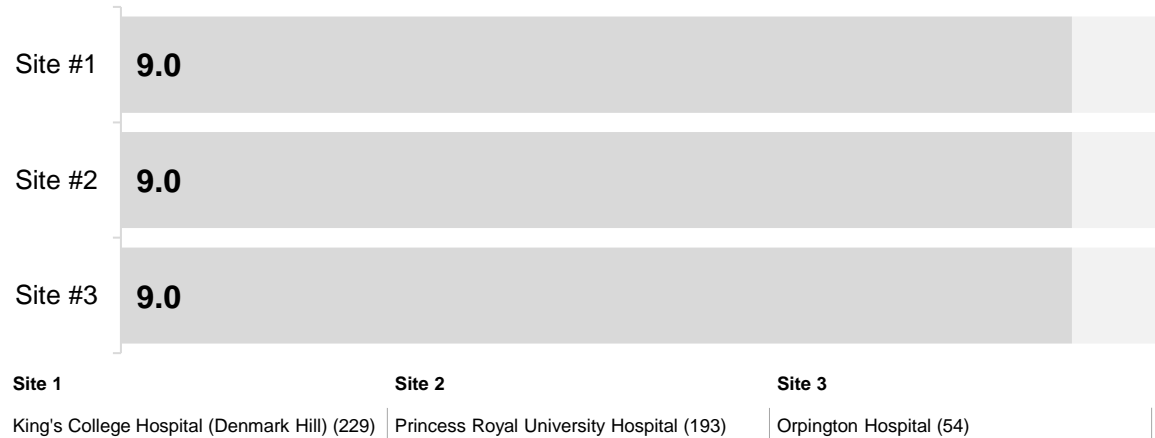 Site #1 9.0
Site #2 9.0
Site #3 9.0
Site 1 Site 2 Site 3
King's College Hospital (Denmark Hill) (229) Princess Royal University Hospital (193) Orpington Hospital (54)